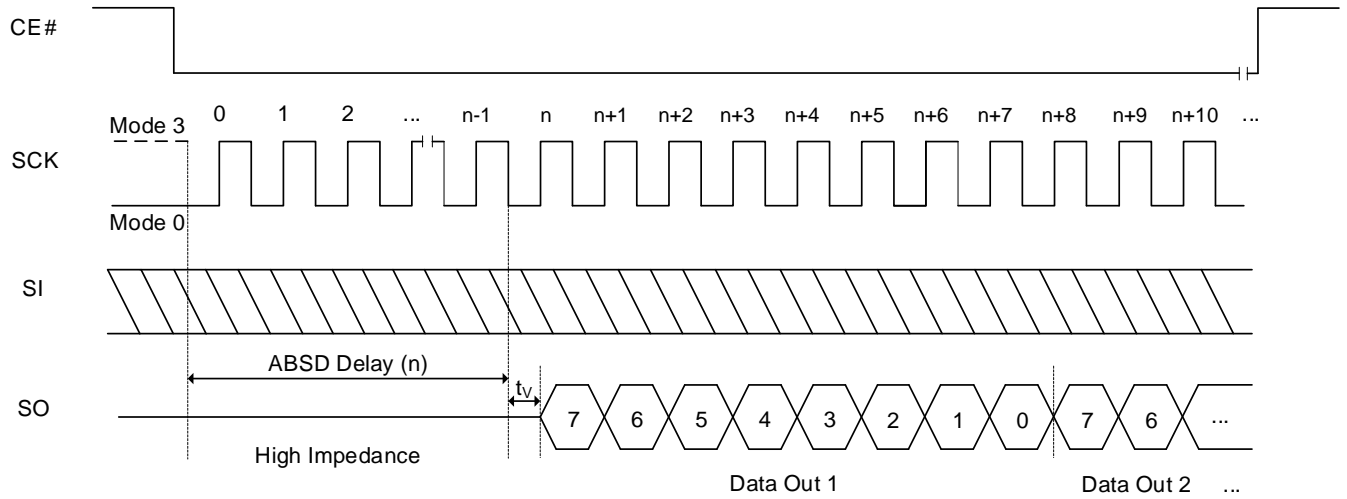 CE#
0 1 2 ... n-1 n n+1 n+2 n+3 n+4 n+5 n+6 n+7 n+8 n+9 n+10 ...
Mode 3
SCK
Mode 0
SI
ABSD Delay (n)
tV
SO
7 6 5 4 3 2 1 0 7 6 ...
High Impedance
Data Out 1 Data Out 2 ...